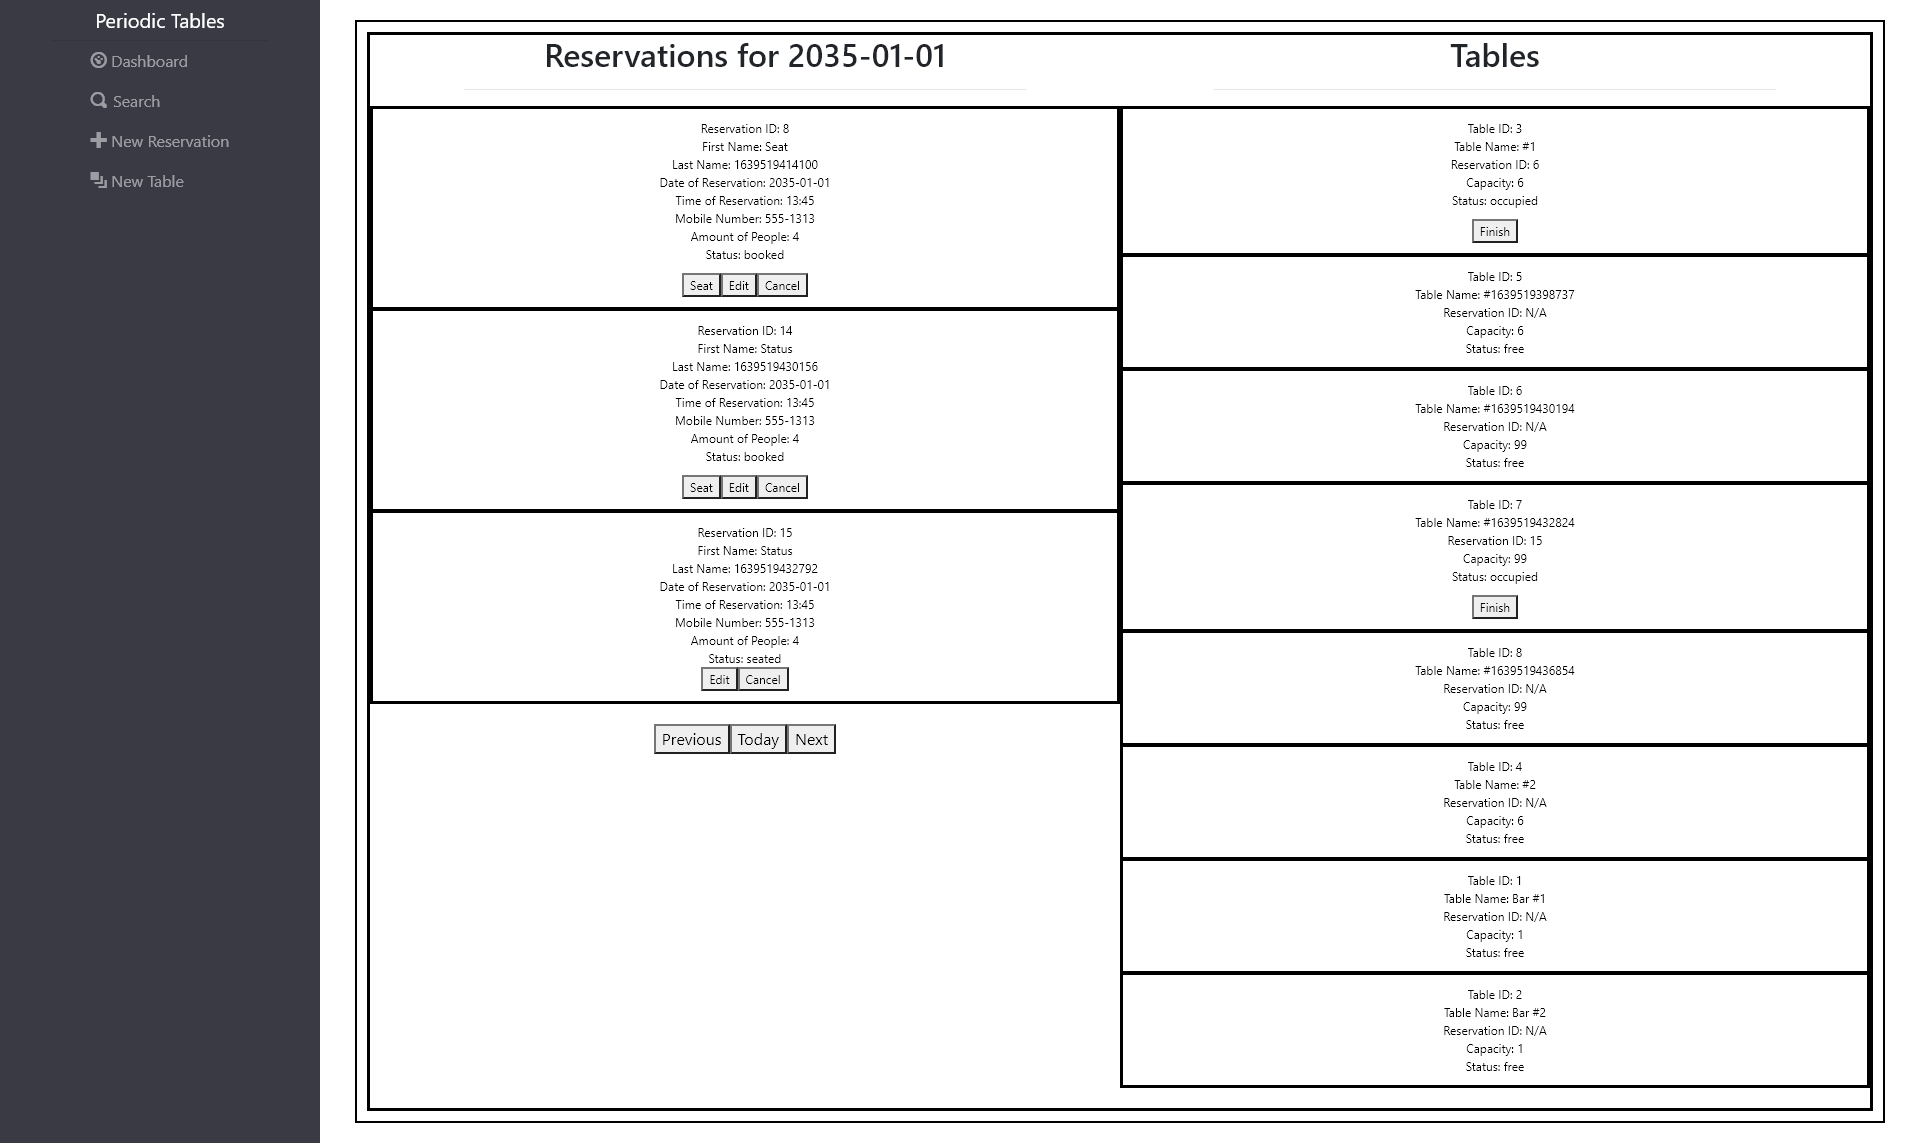 Periodic Tables
Dashboard
Search
New Reservation
New Table
Reservations for 2035-01-01
Reservation ID: 8
First Name: Seat
Last Name: 1639519414100
Date of Reservation: 2035-01-01
Time of Reservation: 13:45
Mobile Number: 555-1313
Amount of People: 4
Status: booked
Seat Edit Cancel
Reservation ID: 14
First Name: Status
Last Name: 1639519430156
Date of Reservation: 2035-01-01
Time of Reservation: 13:45
Mobile Number: 555-1313
Amount of People: 4
Status: booked
Seat Edit Cancel
Reservation ID: 15
First Name: Status
Last Name: 1639519432792
Date of Reservation: 2035-01-01
Time of Reservation: 13:45
Mobile Number: 555-1313
Amount of People: 4
Status: seated
Edit Cancel
Previous Today Next
Tables
Table ID: 3
Table Name: #1
Reservation ID: 6
Capacity: 6
Status: occupied
Finish
Table ID: 5
Table Name: #1639519398737
Reservation ID: N/A
Capacity: 6
Status: free
Table ID: 6
Table Name: #1639519430194
Reservation ID: N/A
Capacity: 99
Status: free
Table ID: 7
Table Name: #1639519432824
Reservation ID: 15
Capacity: 99
Status: occupied
Finish
Table ID: 8
Table Name: #1639519436854
Reservation ID: N/A
Capacity: 99
Status: free
Table ID: 4
Table Name: #2
Reservation ID: N/A
Capacity: 6
Status: free
Table ID: 1
Table Name: Bar #1
Reservation ID: N/A
Capacity: 1
Status: free
Table ID: 2
Table Name: Bar #2
Reservation ID: N/A
Capacity: 1
Status: free